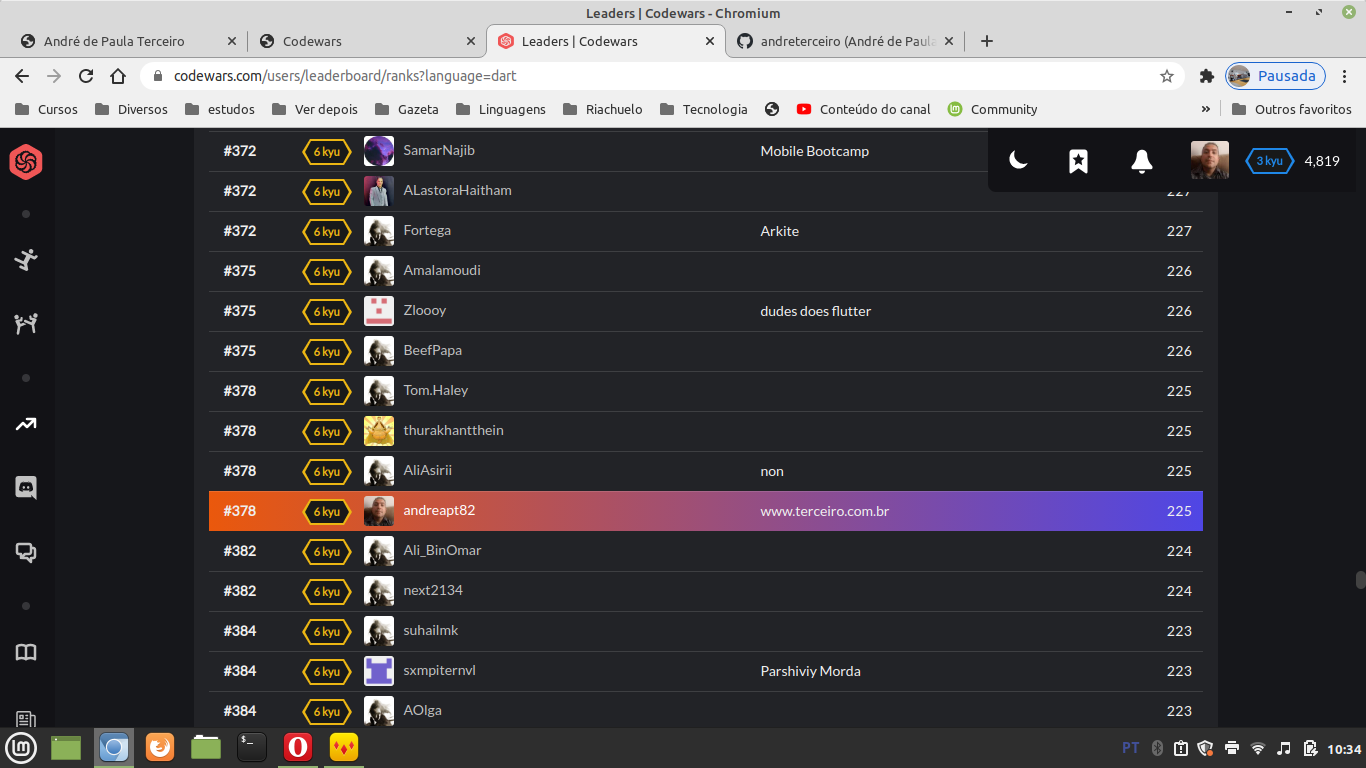 Leaders | Codewars - Chromium
André de Paula Terceiro
Codewars
Leaders | Codewars
andreterceiro (André de Paula
codewars.com/users/leaderboard/ranks?language=dart
Pausada
Cursos Diversos estudos Ver depois Gazeta Linguagens Riachuelo Tecnologia Conteúdo do canal Community » Outros favoritos
3 kyu 4,819
#372 6 kyu SamarNajib Mobile Bootcamp
#372 6 kyu ALastoraHaitham 227
#372 6 kyu Fortega Arkite 227
#375 6 kyu Amalamoudi 226
#375 6 kyu Zloooy dudes does flutter 226
#375 6 kyu BeefPapa 226
#378 6 kyu Tom.Haley 225
#378 6 kyu thurakhantthein 225
#378 6 kyu AliAsirii non 225
#378 6 kyu andreapt82 www.terceiro.com.br 225
#382 6 kyu Ali_BinOmar 224
#382 6 kyu next2134 224
#384 6 kyu suhailmk 223
#384 6 kyu sxmpiternvl Parshiviy Morda 223
#384 6 kyu AOlga 223
PT 10:34